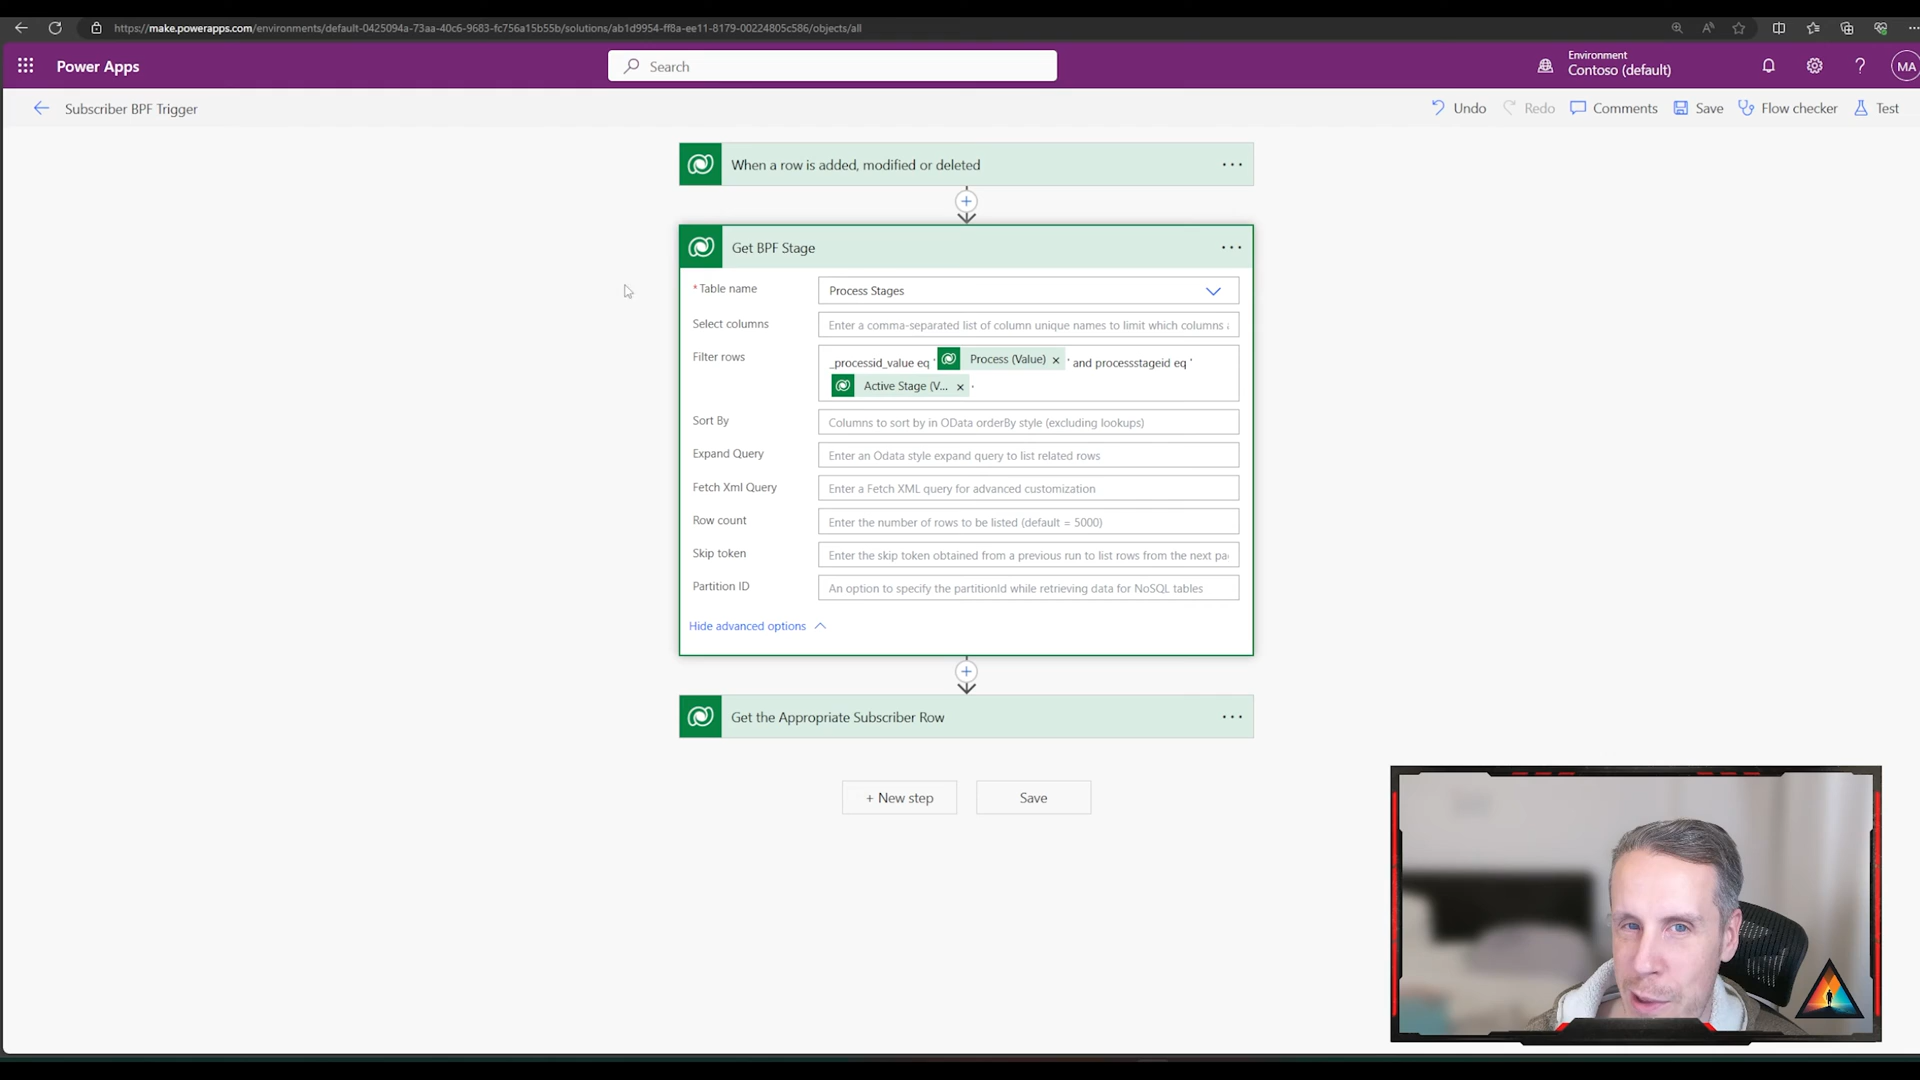 https://make.powerapps.com/environments/default-0425094a-73aa-40c6-9683-fc756a15b55b/solutions/ab1d9954-ff8a-ee11-8179-00224805c586/objects/all
Power Apps
Search
Environment
Contoso (default)
MA
Subscriber BPF Trigger
Undo
Redo
Comments
Save
Flow checker
Test
When a row is added, modified or deleted
Get BPF Stage
* Table name
Process Stages
Select columns
Enter a comma-separated list of column unique names to limit which columns a
Filter rows
_processid_value eq ' Process (Value) × ' and processstageid eq '
Active Stage (V... × '
Sort By
Columns to sort by in OData orderBy style (excluding lookups)
Expand Query
Enter an Odata style expand query to list related rows
Fetch Xml Query
Enter a Fetch XML query for advanced customization
Row count
Enter the number of rows to be listed (default = 5000)
Skip token
Enter the skip token obtained from a previous run to list rows from the next pa
Partition ID
An option to specify the partitionId while retrieving data for NoSQL tables
Hide advanced options
Get the Appropriate Subscriber Row
+ New step
Save